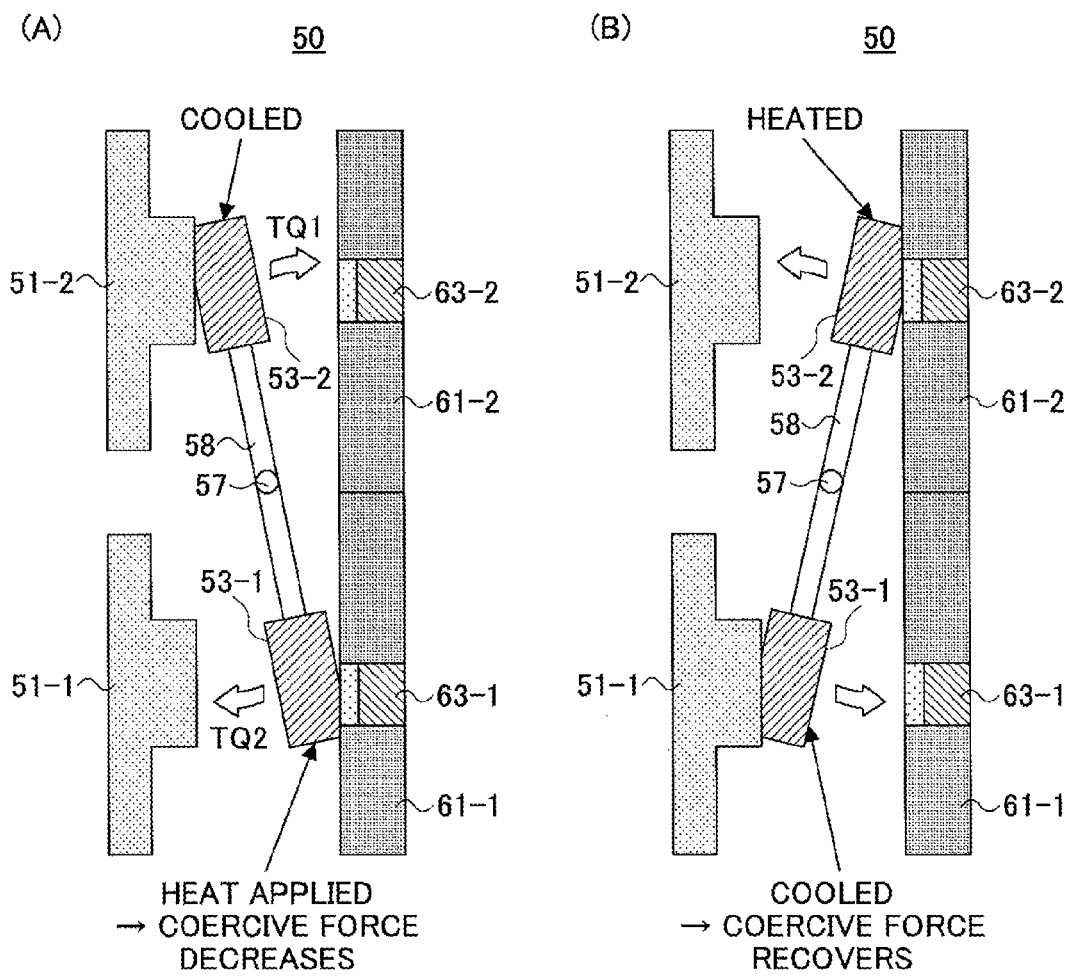 (A)
50
COOLED
TQ1
51-2
63-2
53-2
61-2
58
57
53-1
51-1
63-1
TQ2
61-1
HEAT APPLIED
→ COERCIVE FORCE
DECREASES
(B)
50
HEATED
51-2
63-2
53-2
61-2
58
57
53-1
51-1
63-1
61-1
COOLED
→ COERCIVE FORCE
RECOVERS